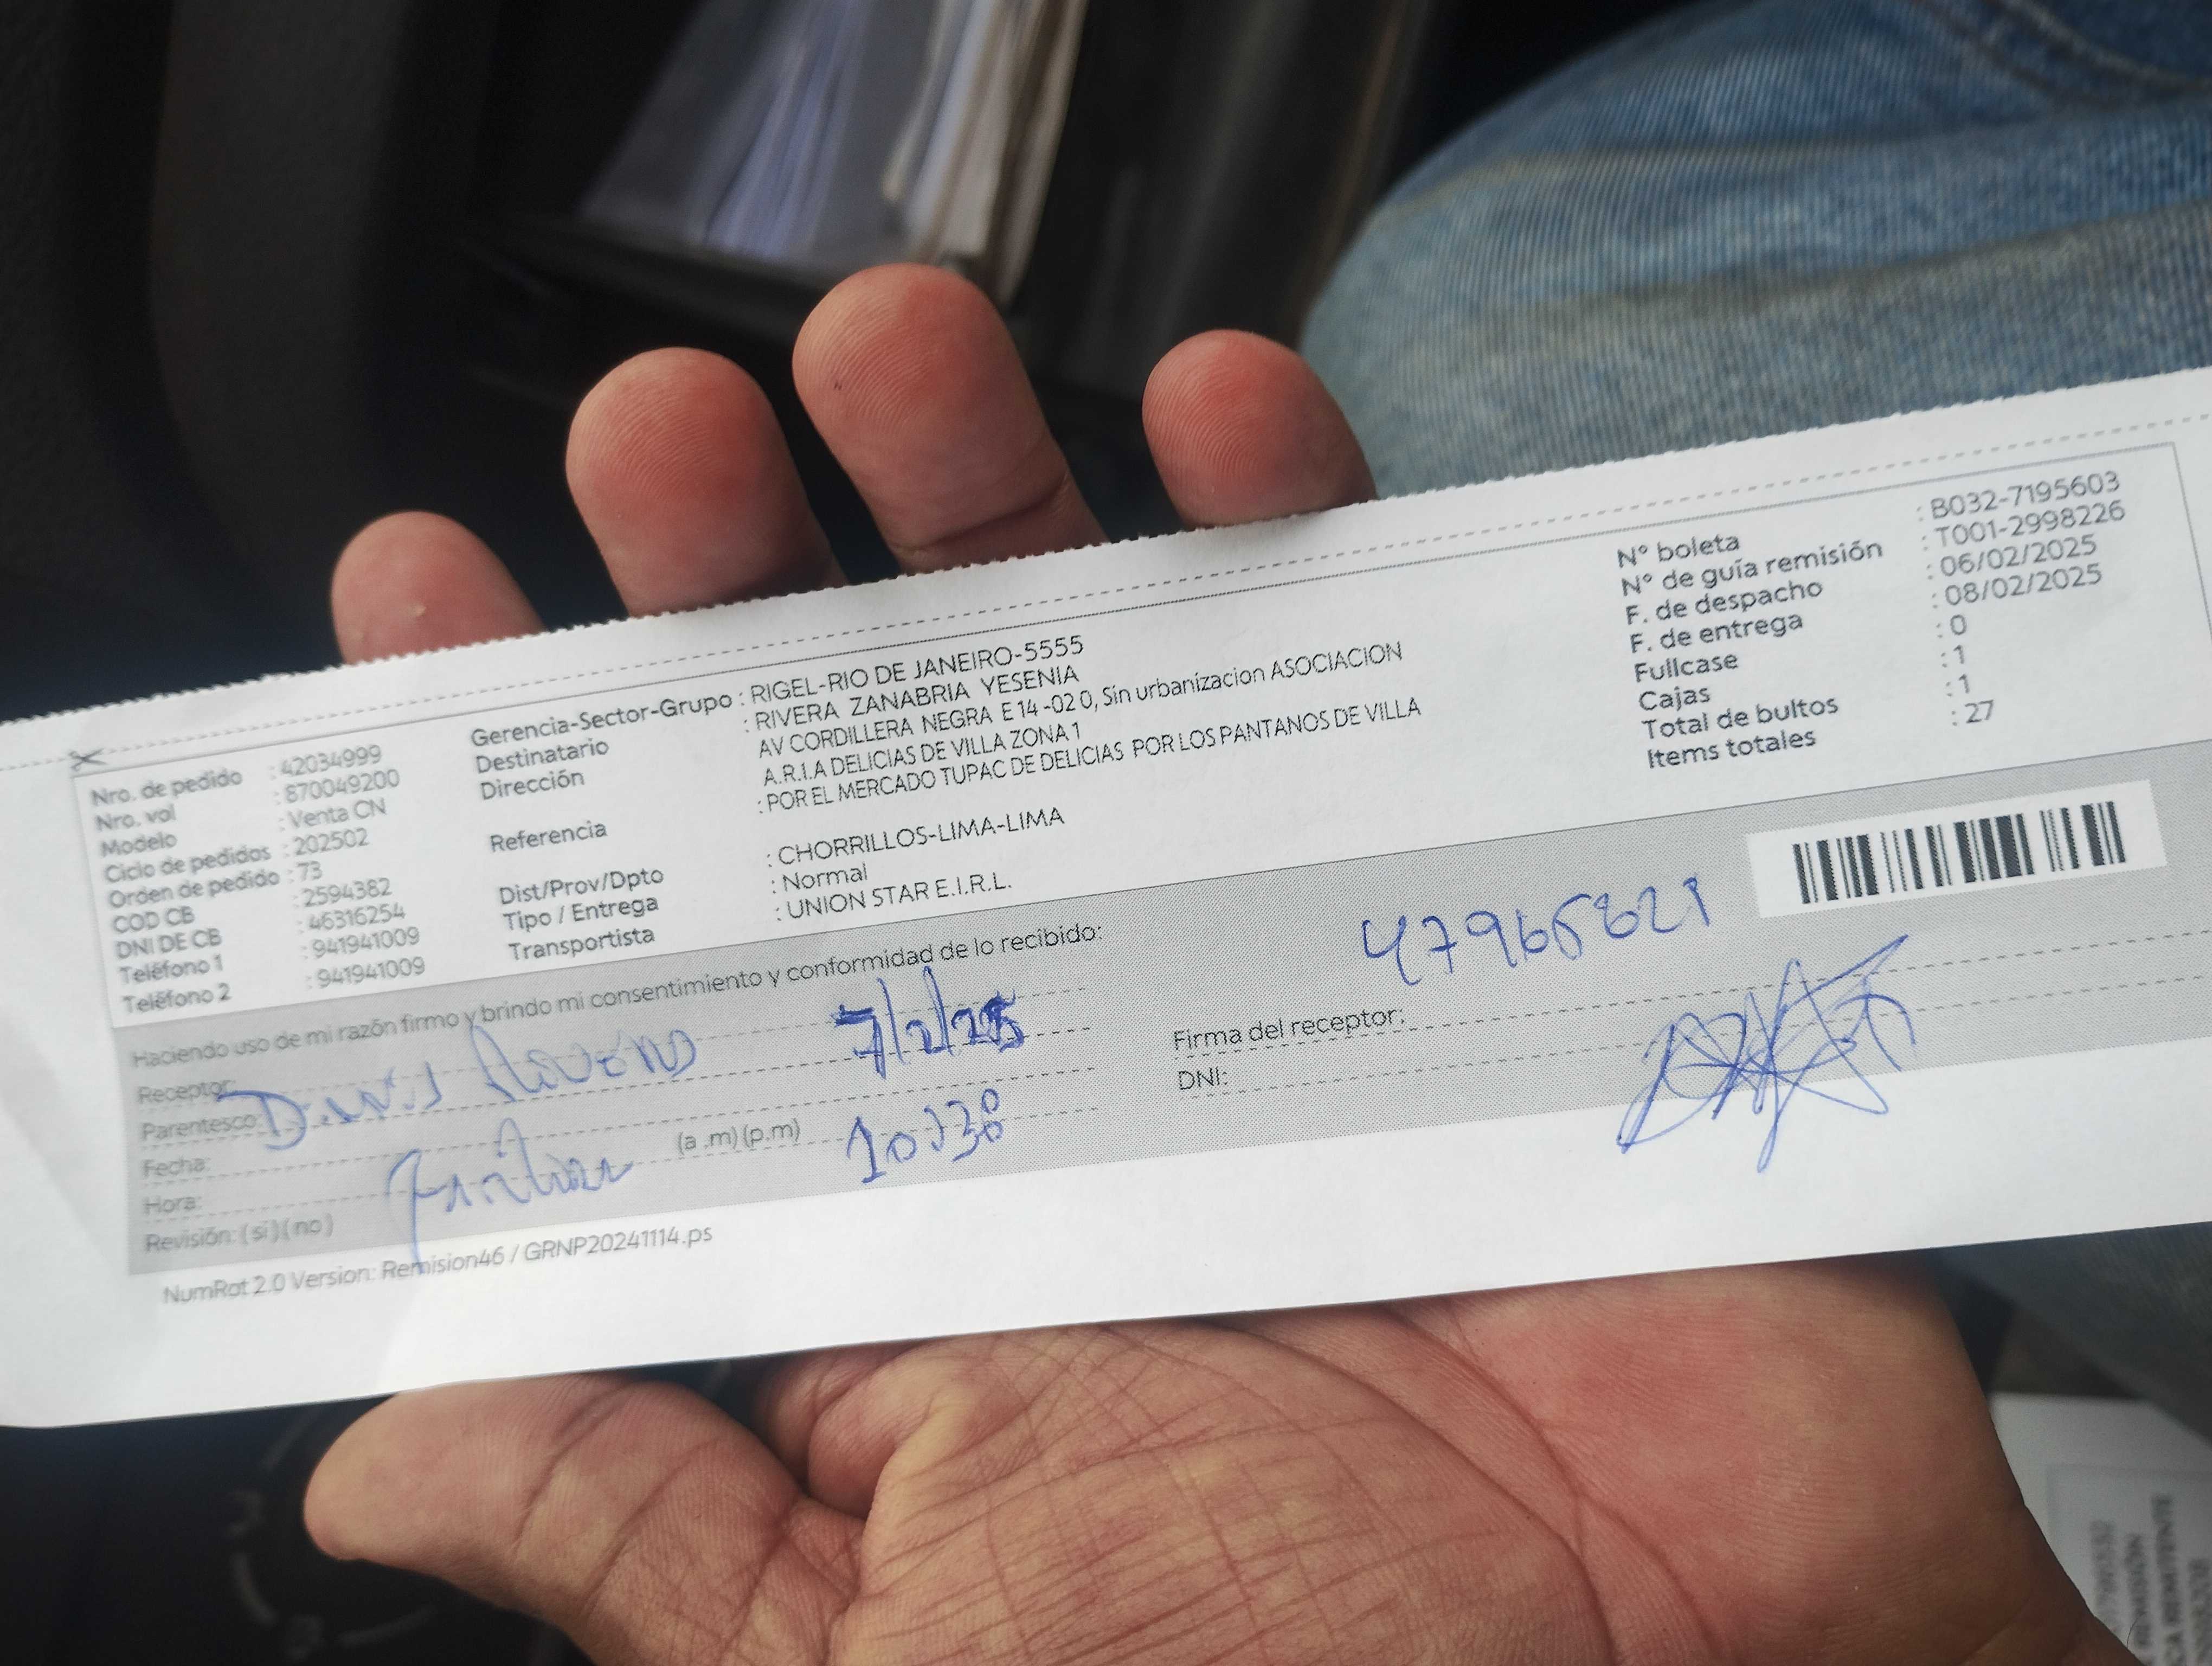 Nro. de pedido : 42034999
Nro. vol : 870049200
Modelo : Venta CN
Ciclo de pedidos : 202502
Orden de pedido : 73
COD CB : 2594382
DNI DE CB : 46316254
Teléfono 1 : 941941009
Teléfono 2 : 941941009
Gerencia-Sector-Grupo : RIGEL-RIO DE JANEIRO-5555
Destinatario : RIVERA ZANABRIA YESENIA
Dirección AV CORDILLERA NEGRA E 14 -02 0, Sin urbanizacion ASOCIACION
A.R.I.A DELICIAS DE VILLA ZONA 1
Referencia : POR EL MERCADO TUPAC DE DELICIAS POR LOS PANTANOS DE VILLA
Dist/Prov/Dpto : CHORRILLOS-LIMA-LIMA
Tipo / Entrega : Normal
Transportista : UNION STAR E.I.R.L.
N° boleta : B032-7195603
N° de guía remisión : T001-2998226
F. de despacho : 06/02/2025
F. de entrega : 08/02/2025
Fullcase : 0
Cajas : 1
Total de bultos : 1
Items totales : 27
Haciendo uso de mi razón firmo y brindo mi consentimiento y conformidad de lo recibido:
Receptor:
Parentesco:
Fecha: 7/2/25
Hora: (a .m) (p.m) 10:38
Revisión: ( si ) ( no ) Familiar
Firma del receptor:
DNI:
NumRot 2.0 Version: Remision46 / GRNP20241114.ps